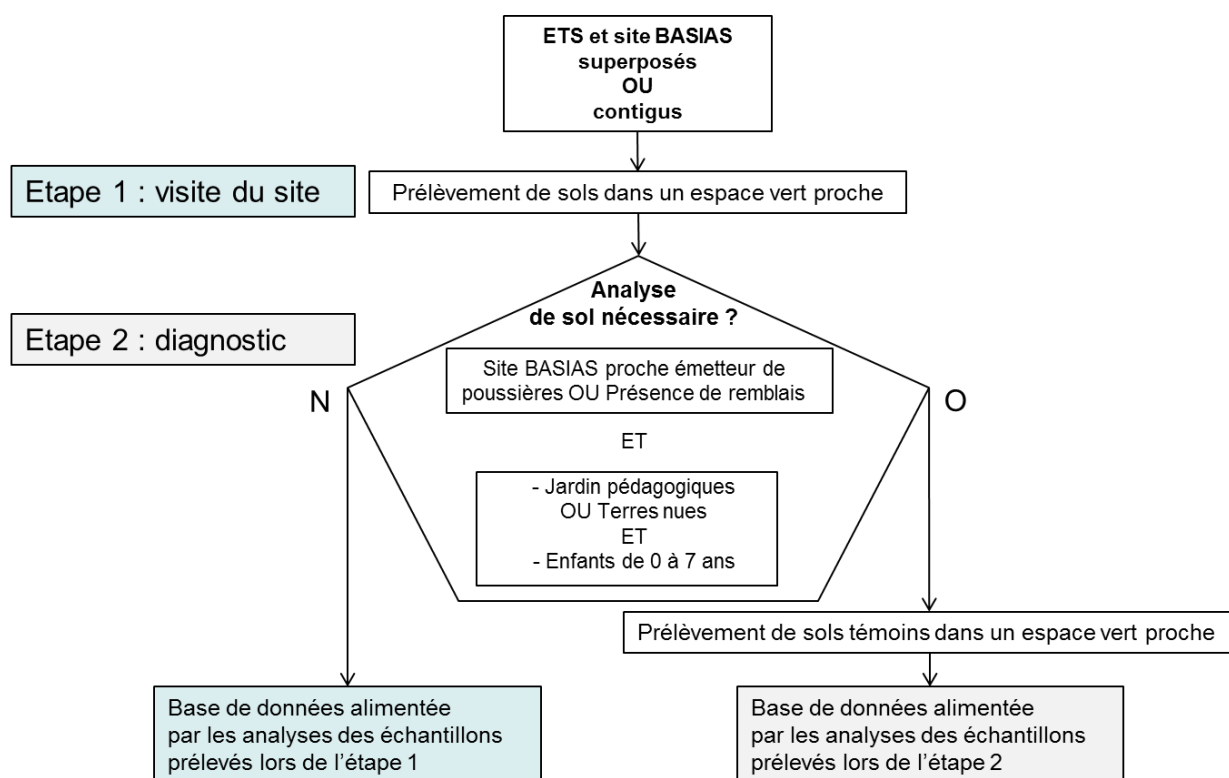 ETS et site BASIAS
superposés
OU
contigus
Etape 1 : visite du site
Prélèvement de sols dans un espace vert proche
Analyse
de sol nécessaire ?
Etape 2 : diagnostic
Site BASIAS proche émetteur de
poussières OU Présence de remblais
N
O
ET
- Jardin pédagogiques
OU Terres nues
ET
- Enfants de 0 à 7 ans
Prélèvement de sols témoins dans un espace vert proche
Base de données alimentée
par les analyses des échantillons
prélevés lors de l'étape 1
Base de données alimentée
par les analyses des échantillons
prélevés lors de l'étape 2